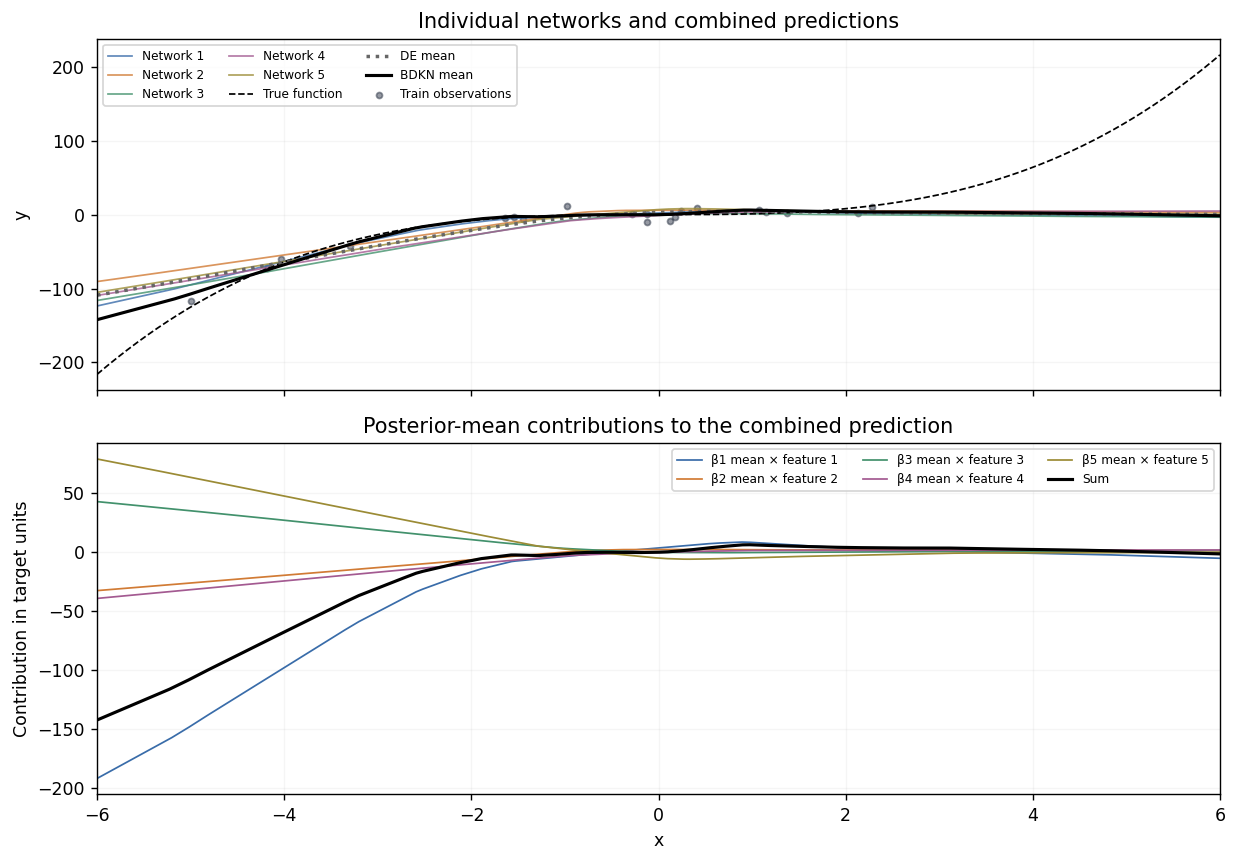 Individual networks and combined predictions
Network 1
Network 2
Network 3
Network 4
Network 5
True function
DE mean
BDKN mean
Train observations
200
100
0
−100
−200
y
Posterior-mean contributions to the combined prediction
β1 mean × feature 1
β2 mean × feature 2
β3 mean × feature 3
β4 mean × feature 4
β5 mean × feature 5
Sum
50
0
−50
−100
−150
−200
Contribution in target units
−6 −4 −2 0 2 4 6
x